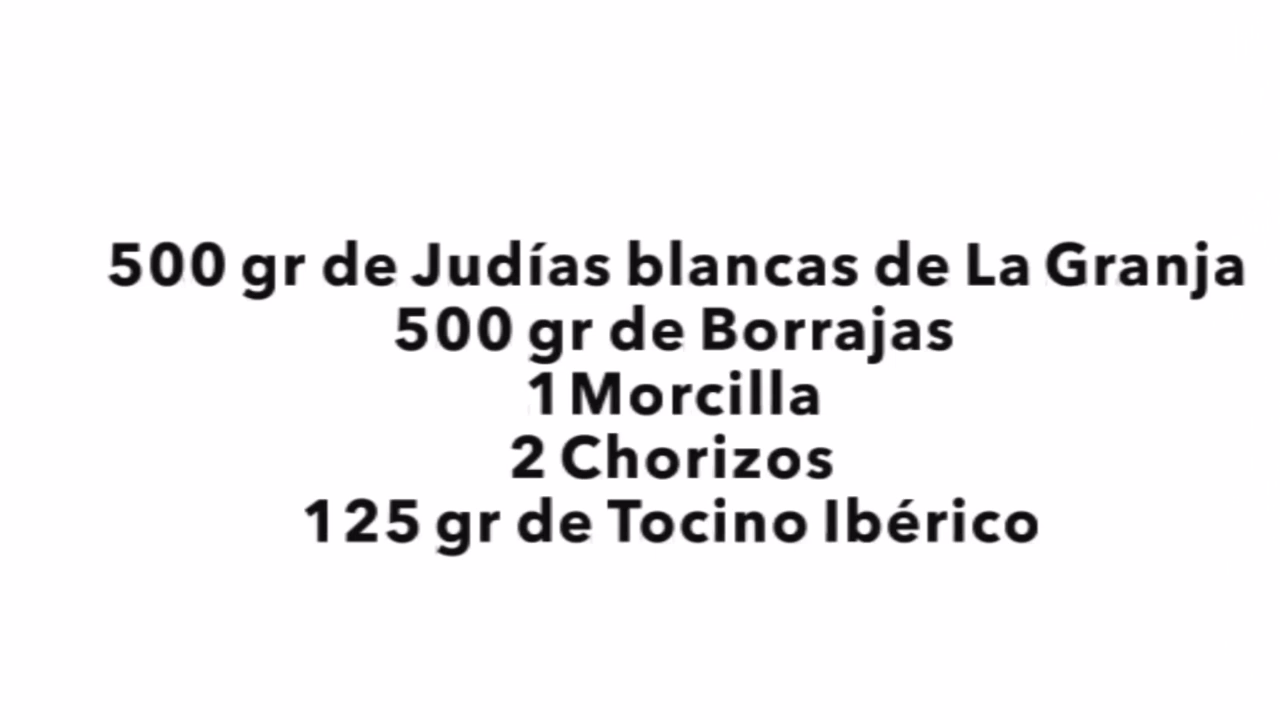 500 gr de Judías blancas de La Granja
500 gr de Borrajas
1 Morcilla
2 Chorizos
125 gr de Tocino Ibérico